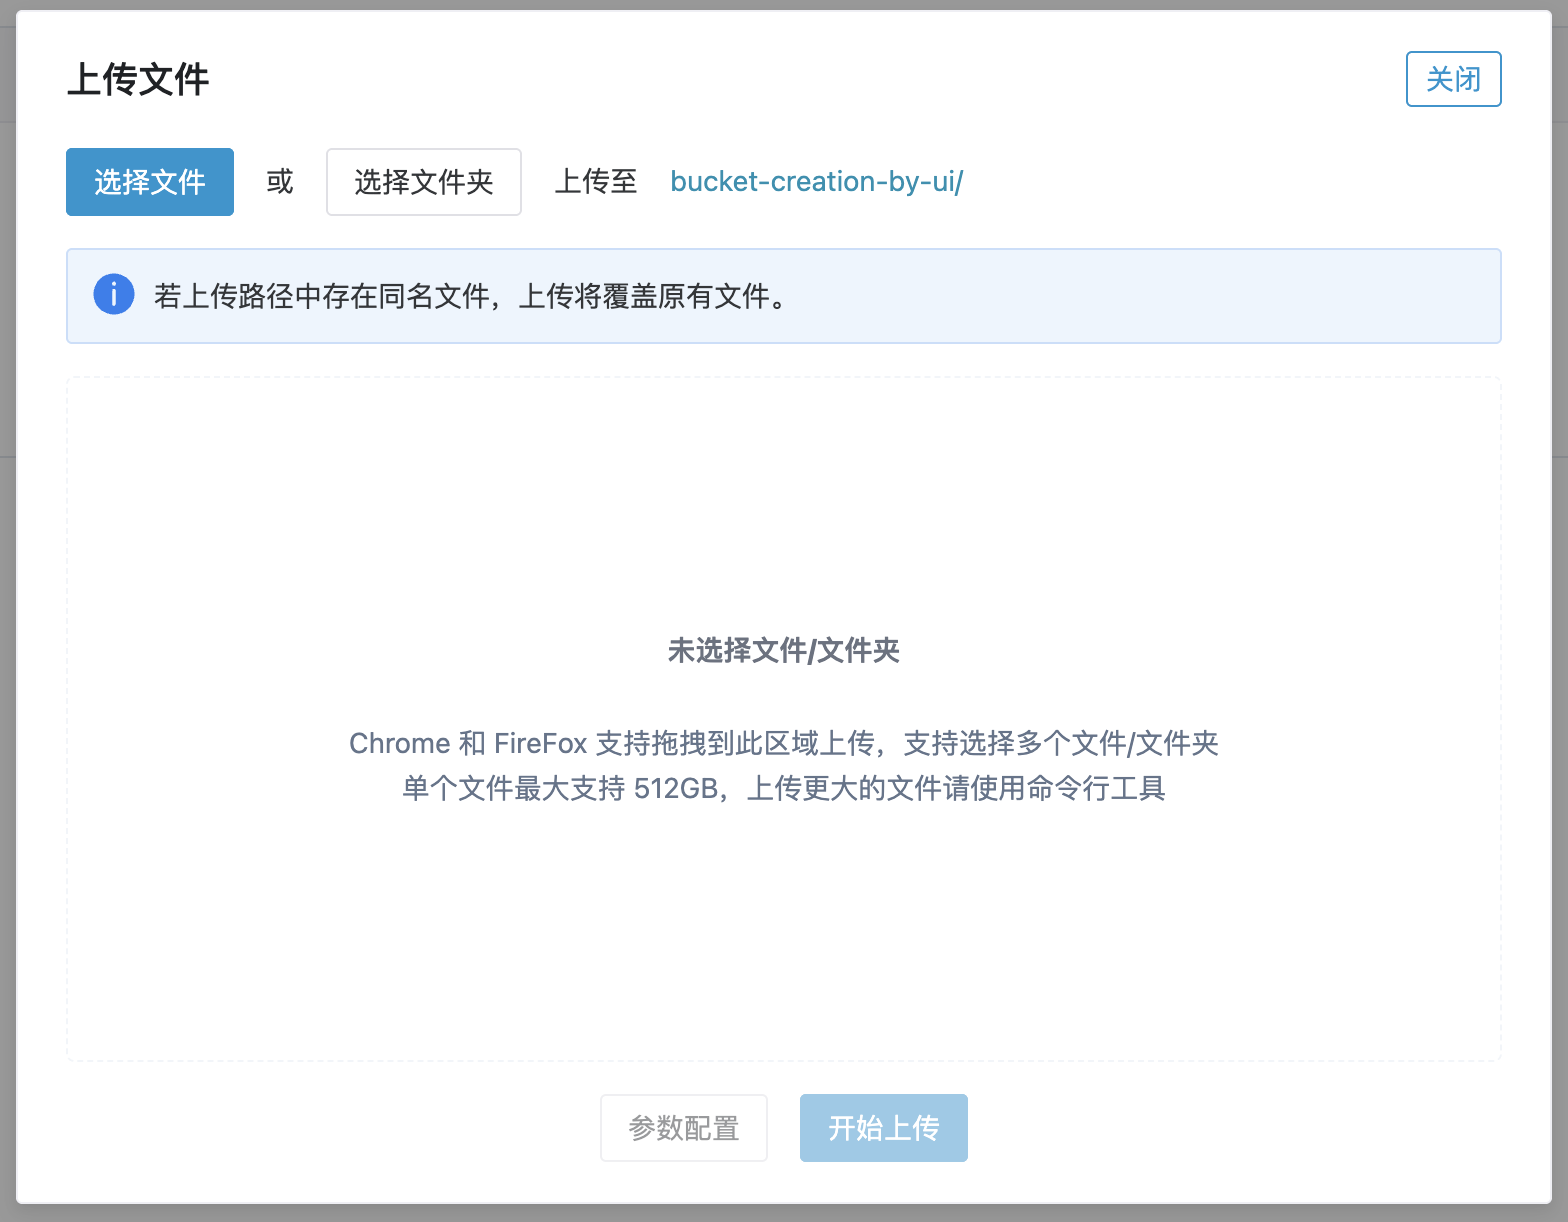 上传文件
关闭
选择文件 或 选择文件夹 上传至 bucket-creation-by-ui/
若上传路径中存在同名文件，上传将覆盖原有文件。
未选择文件/文件夹
Chrome 和 FireFox 支持拖拽到此区域上传，支持选择多个文件/文件夹
单个文件最大支持 512GB，上传更大的文件请使用命令行工具
参数配置 开始上传